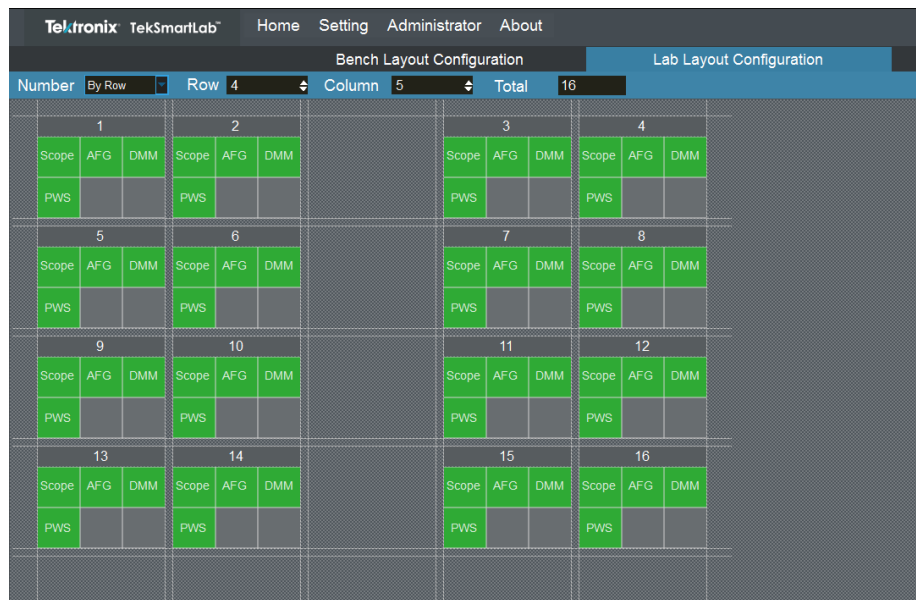 Tektronix TekSmartLab™ Home Setting Administrator About
Bench Layout Configuration Lab Layout Configuration
Number By Row Row 4 Column 5 Total 16
1 2 3 4
Scope AFG DMM Scope AFG DMM Scope AFG DMM Scope AFG DMM
PWS PWS PWS PWS
5 6 7 8
Scope AFG DMM Scope AFG DMM Scope AFG DMM Scope AFG DMM
PWS PWS PWS PWS
9 10 11 12
Scope AFG DMM Scope AFG DMM Scope AFG DMM Scope AFG DMM
PWS PWS PWS PWS
13 14 15 16
Scope AFG DMM Scope AFG DMM Scope AFG DMM Scope AFG DMM
PWS PWS PWS PWS